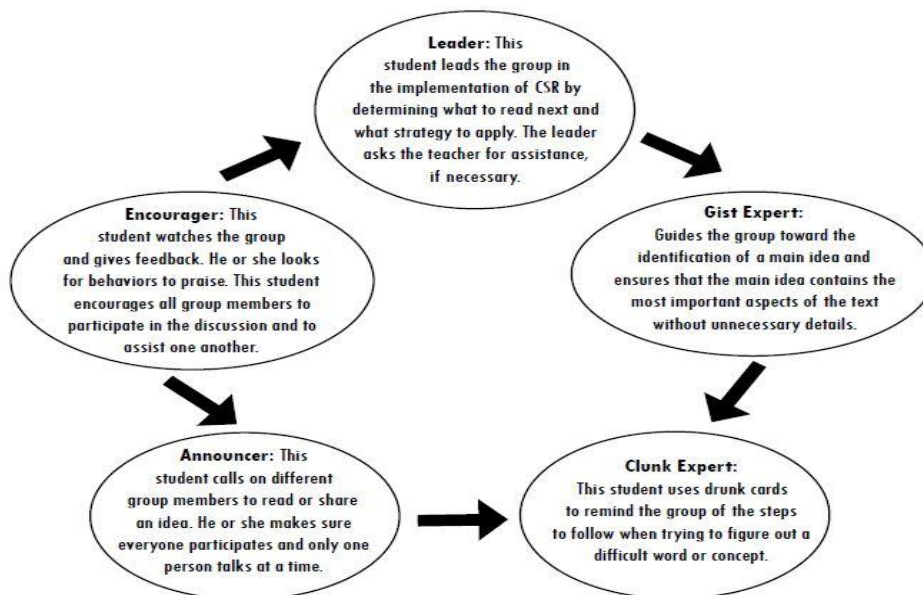 Leader: This
student leads the group in
the implementation of CSR by
determining what to read next and
what strategy to apply. The leader
asks the teacher for assistance,
if necessary.
Encourager: This
student watches the group
and gives feedback. He or she looks
for behaviors to praise. This student
encourages all group members to
participate in the discussion and to
assist one another.
Gist Expert:
Guides the group toward the
identification of a main idea and
ensures that the main idea contains the
most important aspects of the text
without unnecessary details.
Announcer: This
student calls on different
group members to read or share
an idea. He or she makes sure
everyone participates and only one
person talks at a time.
Clunk Expert:
This student uses drunk cards
to remind the group of the steps
to follow when trying to figure out a
difficult word or concept.